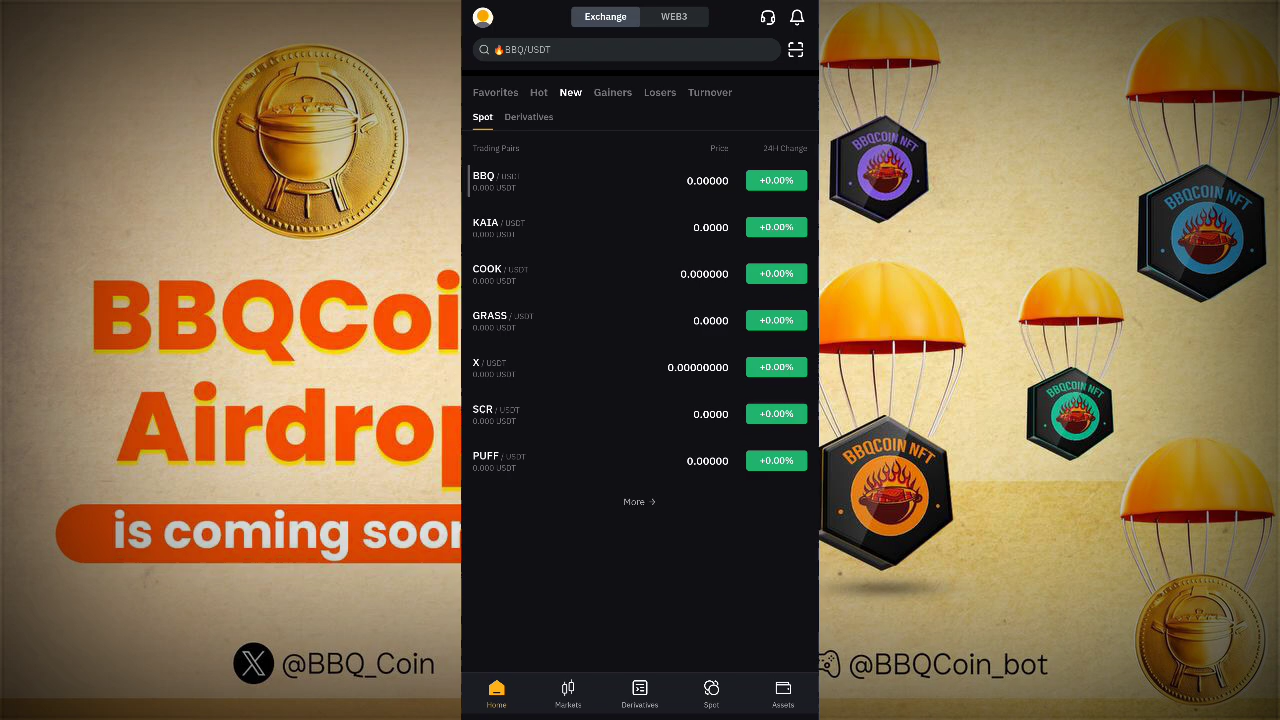 BBQCoi
Airdrop
is coming soon
@BBQ_Coin
Exchange
WEB3
🔥BBQ/USDT
Favorites Hot New Gainers Losers Turnover
Spot Derivatives
Trading Pairs Price 24H Change
BBQ / USDT 0.00000 +0.00%
0.000 USDT
KAIA / USDT 0.0000 +0.00%
0.000 USDT
COOK / USDT 0.000000 +0.00%
0.000 USDT
GRASS / USDT 0.0000 +0.00%
0.000 USDT
X / USDT 0.00000000 +0.00%
0.000 USDT
SCR / USDT 0.0000 +0.00%
0.000 USDT
PUFF / USDT 0.00000 +0.00%
0.000 USDT
More →
Home Markets Derivatives Spot Assets
BBQCOIN NFT
BBQCOIN NFT
BBQCOIN NFT
BBQCOIN NFT
@BBQCoin_bot